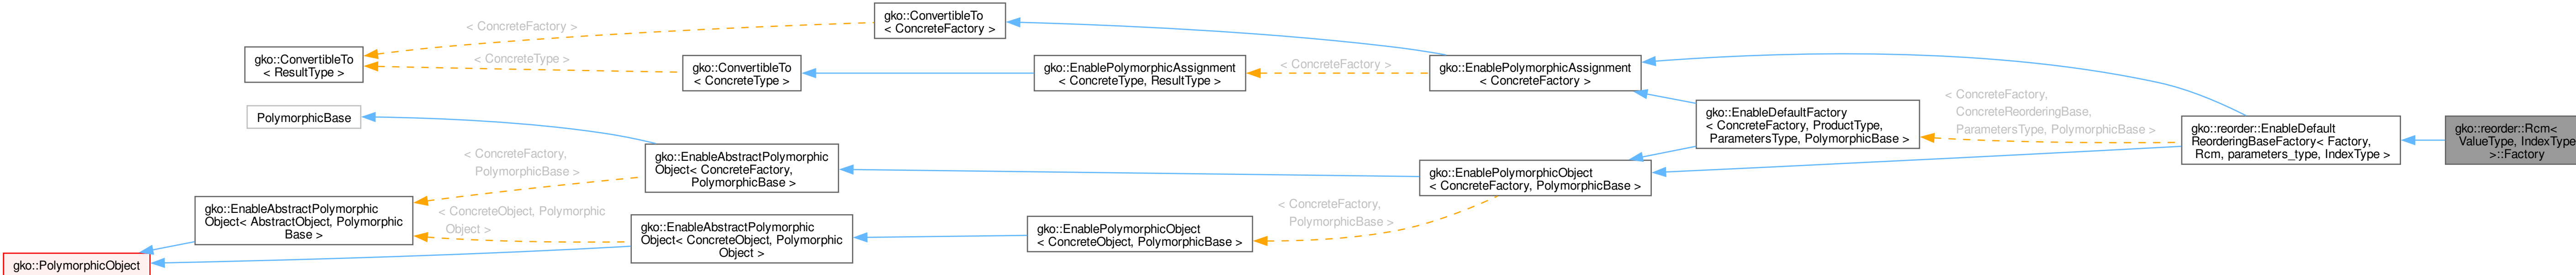 gko::ConvertibleTo
< ResultType >
PolymorphicBase
gko::EnableAbstractPolymorphic
Object< AbstractObject, Polymorphic
Base >
gko::PolymorphicObject
< ConcreteFactory >
< ConcreteType >
< ConcreteFactory,
PolymorphicBase >
< ConcreteObject, Polymorphic
Object >
gko::ConvertibleTo
< ConcreteFactory >
gko::ConvertibleTo
< ConcreteType >
gko::EnableAbstractPolymorphic
Object< ConcreteFactory,
PolymorphicBase >
gko::EnableAbstractPolymorphic
Object< ConcreteObject, Polymorphic
Object >
gko::EnablePolymorphicAssignment
< ConcreteType, ResultType >
gko::EnablePolymorphicObject
< ConcreteObject, PolymorphicBase >
< ConcreteFactory >
< ConcreteFactory,
PolymorphicBase >
gko::EnablePolymorphicAssignment
< ConcreteFactory >
gko::EnablePolymorphicObject
< ConcreteFactory, PolymorphicBase >
gko::EnableDefaultFactory
< ConcreteFactory, ProductType,
ParametersType, PolymorphicBase >
< ConcreteFactory,
ConcreteReorderingBase,
ParametersType, PolymorphicBase >
gko::reorder::EnableDefault
ReorderingBaseFactory< Factory,
Rcm, parameters_type, IndexType >
gko::reorder::Rcm<
ValueType, IndexType
>::Factory